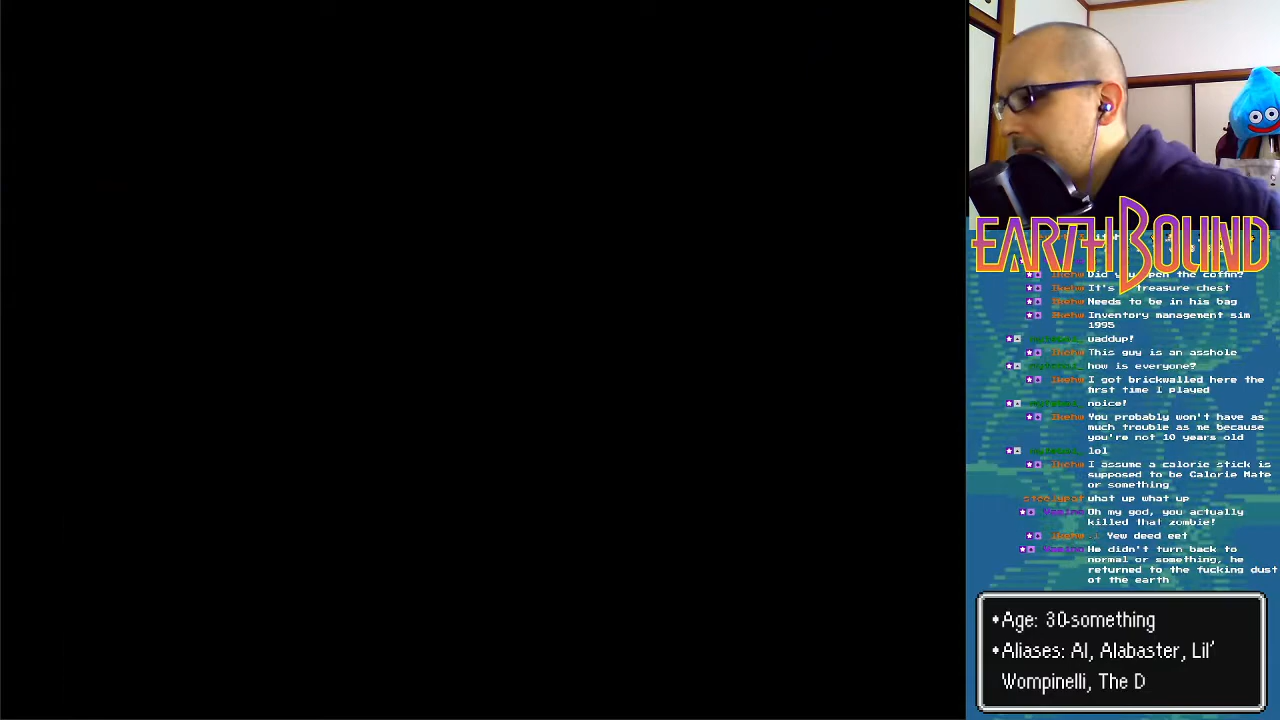 EARTHBOUND
Did you open the coffin?
It's treasure chest
Needs to be in his bag
Inventory management sim
1995
waddup!
This guy is an asshole
how is everyone?
I got brickwalled here the
first time I played
noice!
You probably won't have as
much trouble as me because
you're not 10 years old
lol
I assume a calorie stick is
supposed to be Calorie Mate
or something
what up what up
Oh my god, you actually
killed that zombie!
Yew deed eet
He didn't turn back to
normal or something, he
returned to the fucking dust
of the earth
•Age: 30-something
•Aliases: Al, Alabaster, Lil'
Wompinelli, The D